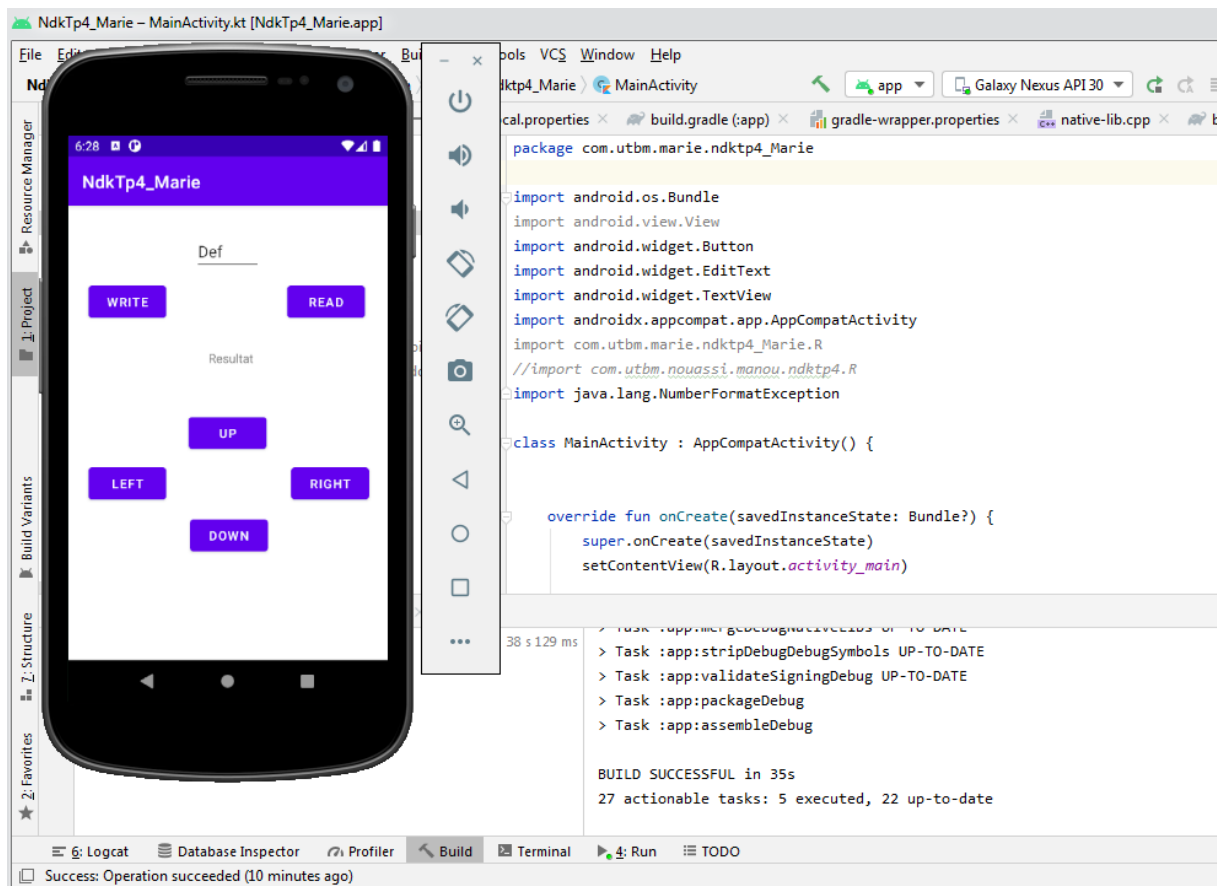 NdkTp4_Marie – MainActivity.kt [NdkTp4_Marie.app]
File Bui ools VCS Window Help
dktp4_Marie MainActivity app Galaxy Nexus API 30
cal.properties build.gradle (:app) gradle-wrapper.properties native-lib.cpp
Resource Manager
1: Project
Build Variants
7: Structure
2: Favorites
6:28
NdkTp4_Marie
Def
WRITE READ
Resultat
UP
LEFT RIGHT
DOWN
package com.utbm.marie.ndktp4_Marie
import android.os.Bundle
import android.view.View
import android.widget.Button
import android.widget.EditText
import android.widget.TextView
import androidx.appcompat.app.AppCompatActivity
import com.utbm.marie.ndktp4_Marie.R
//import com.utbm.nouassi.manou.ndktp4.R
import java.lang.NumberFormatException
class MainActivity : AppCompatActivity() {
override fun onCreate(savedInstanceState: Bundle?) {
super.onCreate(savedInstanceState)
setContentView(R.layout.activity_main)
38 s 129 ms
> Task :app:mergeDebugNativeLibs UP-TO-DATE
> Task :app:stripDebugDebugSymbols UP-TO-DATE
> Task :app:validateSigningDebug UP-TO-DATE
> Task :app:packageDebug
> Task :app:assembleDebug
BUILD SUCCESSFUL in 35s
27 actionable tasks: 5 executed, 22 up-to-date
6: Logcat Database Inspector Profiler Build Terminal 4: Run TODO
Success: Operation succeeded (10 minutes ago)